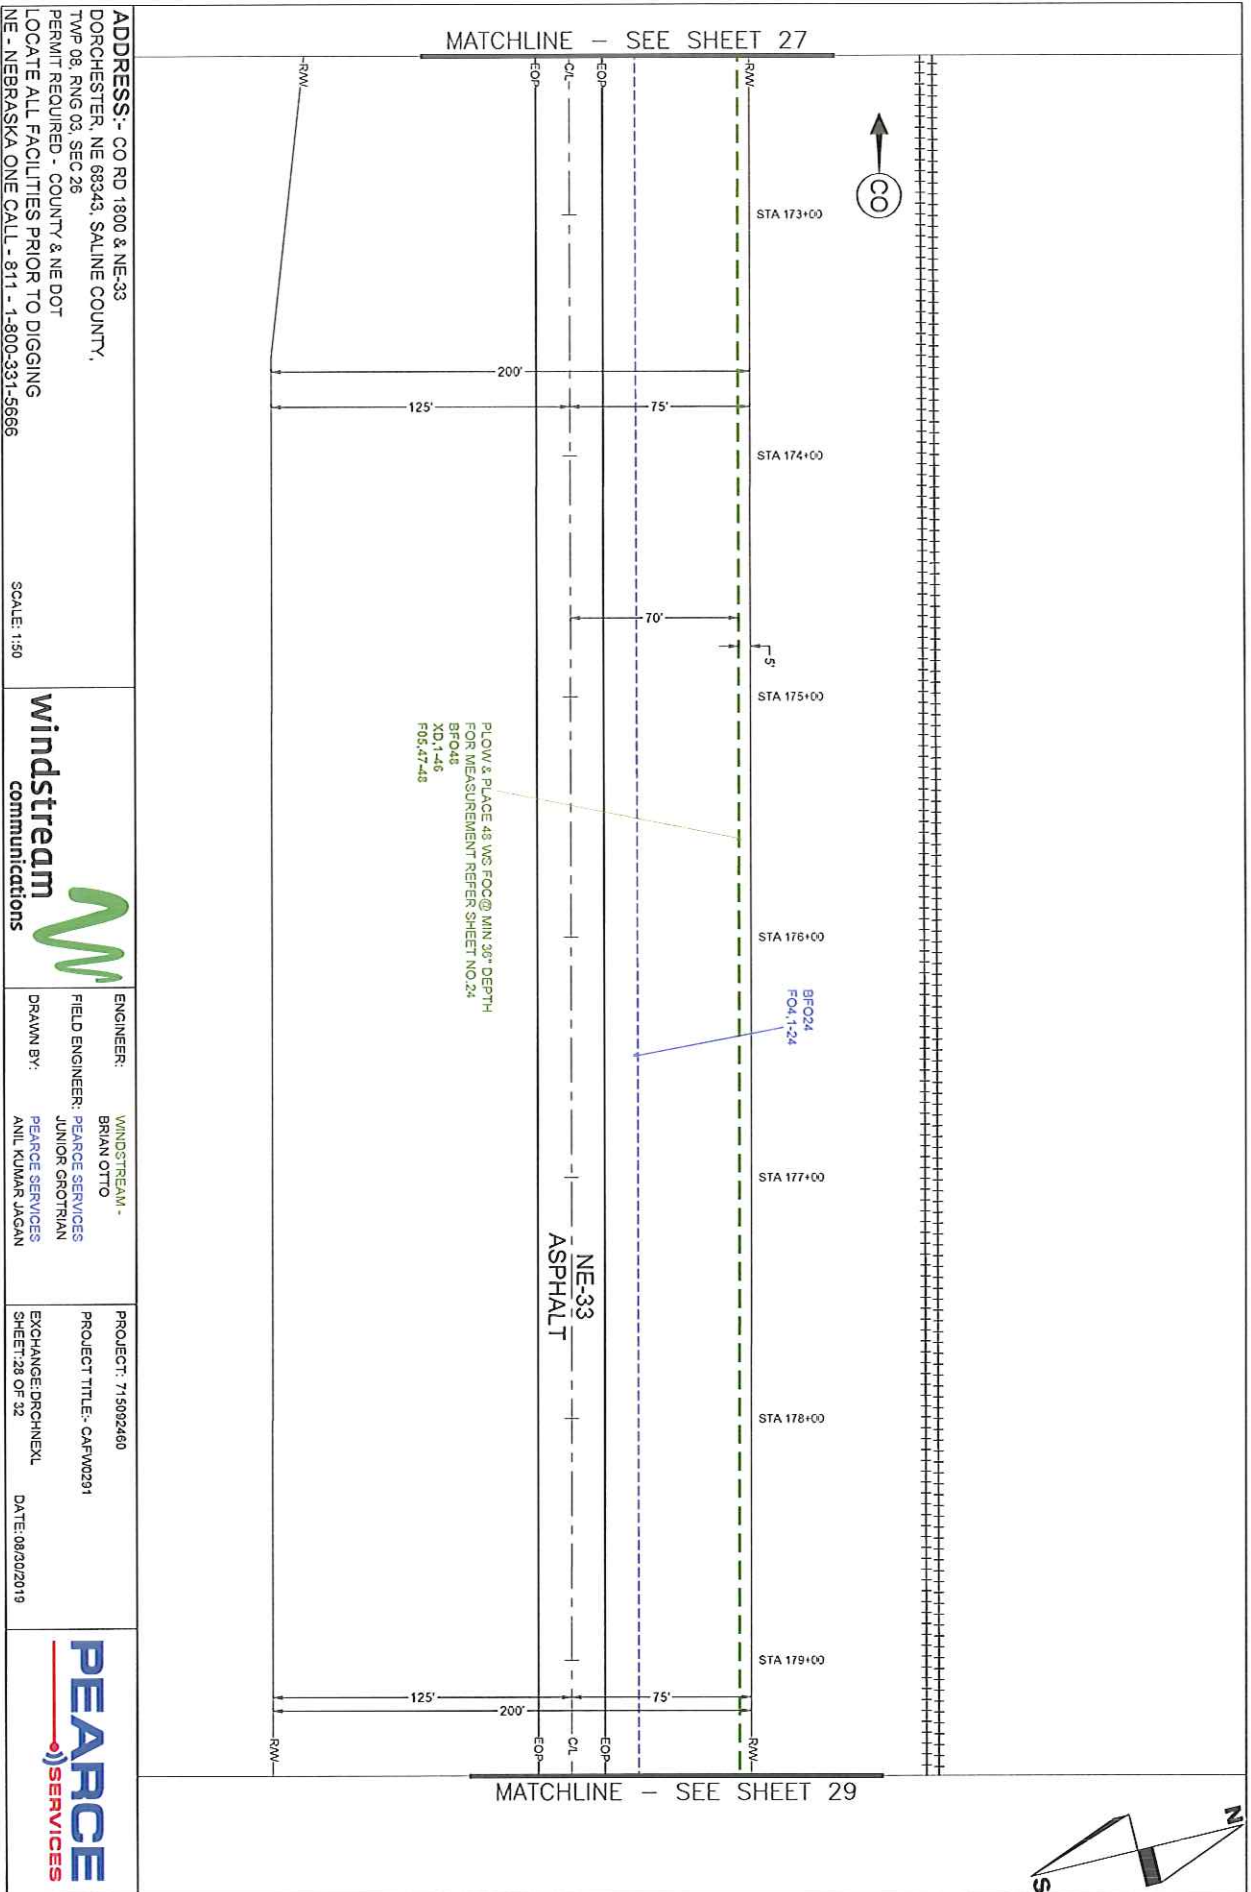 MATCHLINE - SEE SHEET 27
CO
R/W
EOP
C/L
EOP
R/W
STA 173+00
STA 174+00
STA 175+00
STA 176+00
STA 177+00
STA 178+00
STA 179+00
200'
125'
75'
70'
5'
BFO24
FO4,1-24
PLOW & PLACE 48 WS FOC@ MIN 36" DEPTH
FOR MEASUREMENT REFER SHEET NO.24
BFO48
XD,1-46
F05,47-48
NE-33
ASPHALT
125'
75'
200'
R/W
EOP
C/L
EOP
R/W
MATCHLINE - SEE SHEET 29
N
S
ADDRESS:- CO RD 1800 & NE-33
DORCHESTER, NE 68343, SALINE COUNTY,
TWP 08, RNG 03, SEC 26
PERMIT REQUIRED - COUNTY & NE DOT
LOCATE ALL FACILITIES PRIOR TO DIGGING
NE - NEBRASKA ONE CALL - 811 - 1-800-331-5666
SCALE: 1:50
windstream
communications
ENGINEER: WINDSTREAM -
BRIAN OTTO
FIELD ENGINEER: PEARCE SERVICES
JUNIOR GROTRIAN
DRAWN BY: PEARCE SERVICES
ANIL KUMAR JAGAN
PROJECT: 715092460
PROJECT TITLE:- CAFW0291
EXCHANGE:DRCHNEXL
SHEET:28 OF 32 DATE: 08/30/2019
PEARCE
SERVICES